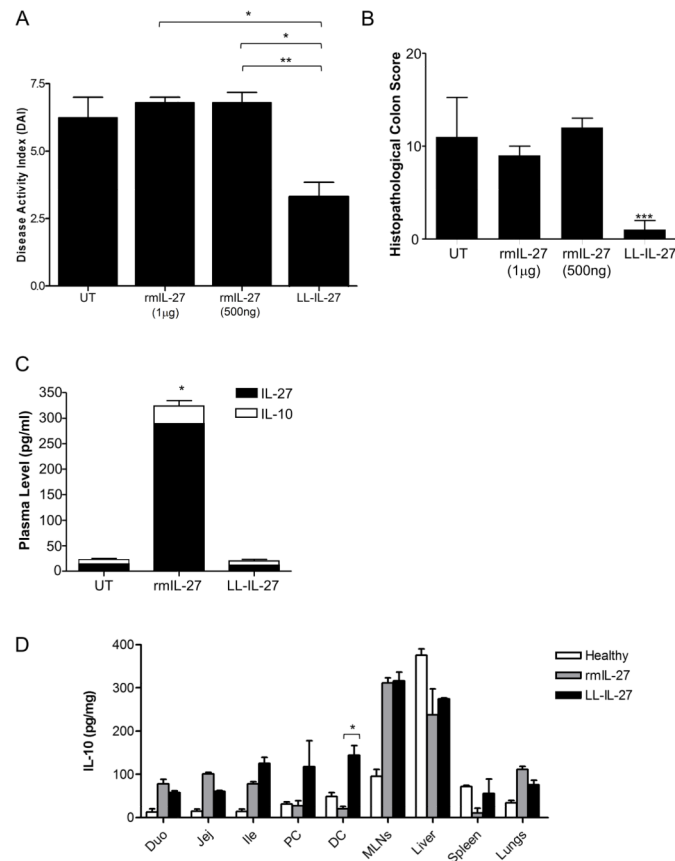 A
*
*
**
Disease Activity Index (DAI)
7.5
5.0
2.5
0.0
UT
rmIL-27
(1μg)
rmIL-27
(500ng)
LL-IL-27
B
Histopathological Colon Score
20
10
0
***
UT
rmIL-27
(1μg)
rmIL-27
(500ng)
LL-IL-27
C
Plasma Level (pg/ml)
350
300
250
200
150
100
50
0
*
IL-27
IL-10
UT
rmIL-27
LL-IL-27
D
IL-10 (pg/mg)
400
300
200
100
0
*
Healthy
rmIL-27
LL-IL-27
Duo
Jej
Ile
PC
DC
MLNs
Liver
Spleen
Lungs